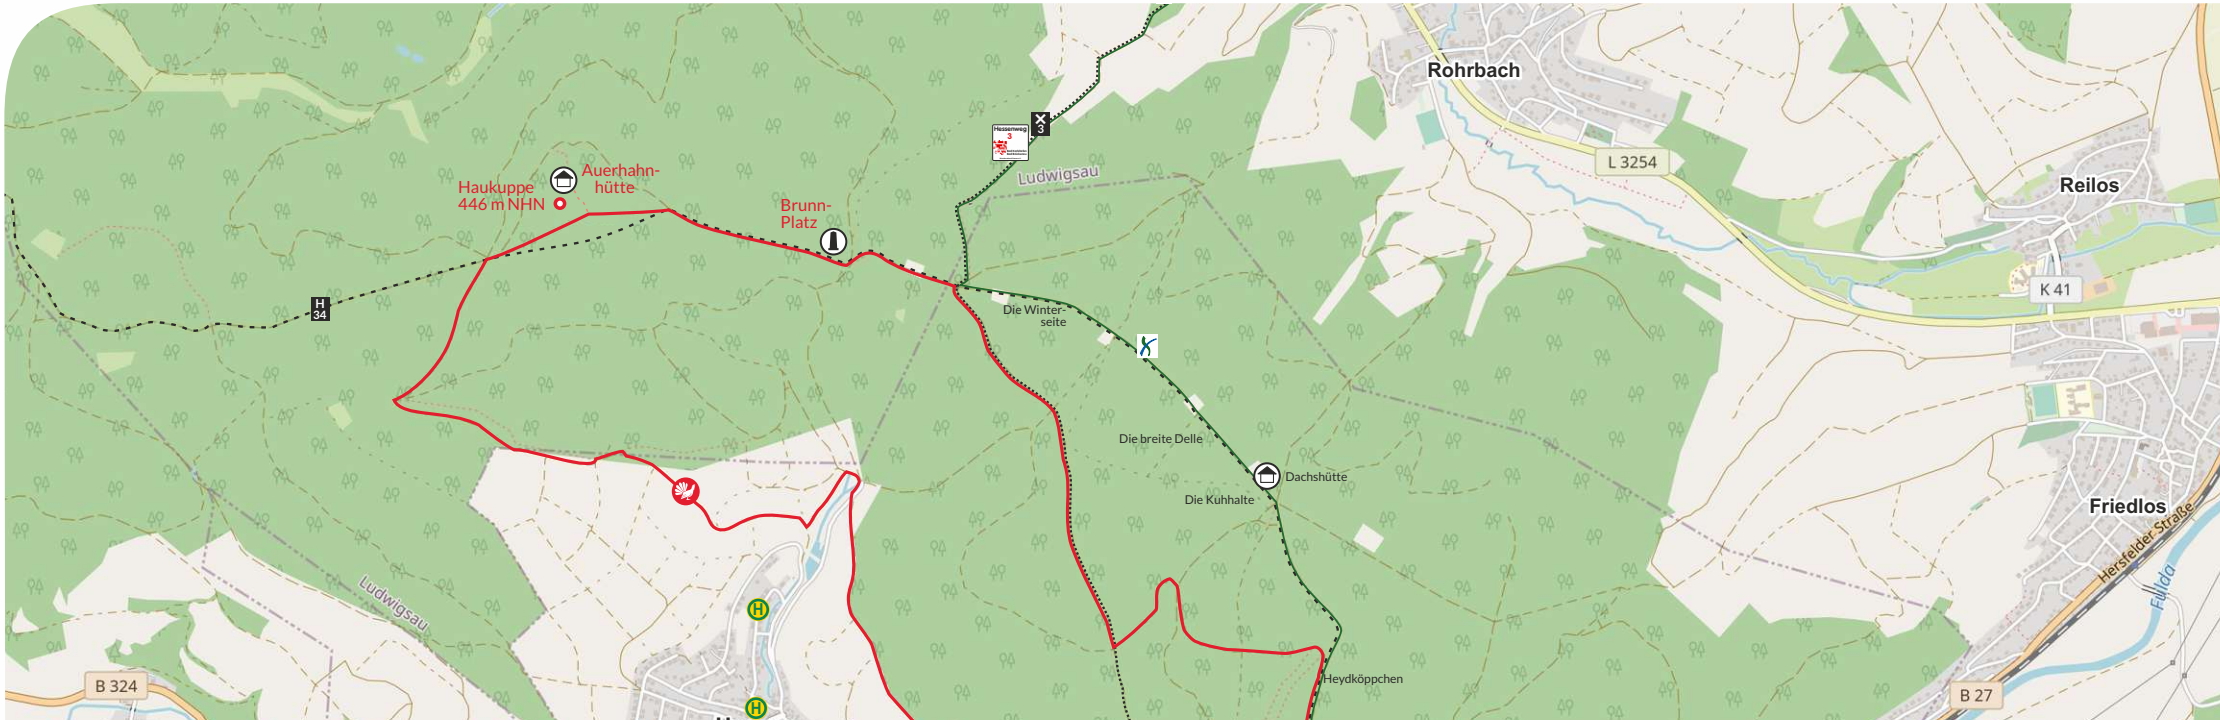 Rohrbach
X
3
Hessenweg
3
L 3254
Ludwigsau
Reilos
Auerhahn-
hütte
Haukuppe
446 m NHN
Brunn-
Platz
K 41
H
34
Die Winter-
seite
Die breite Delle
Dachshütte
Die Kuhhalte
Friedlos
Hersfelder Straße
Fulda
Ludwigsau
H
Heydköppchen
B 324
B 27
H